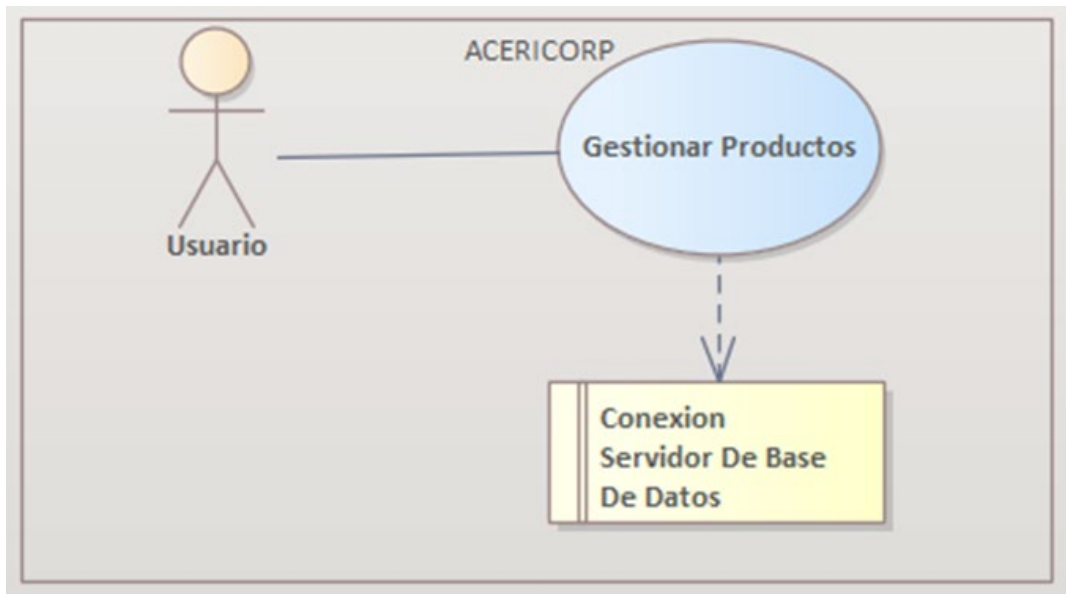 ACERICORP
Gestionar Productos
Usuario
Conexion
Servidor De Base
De Datos